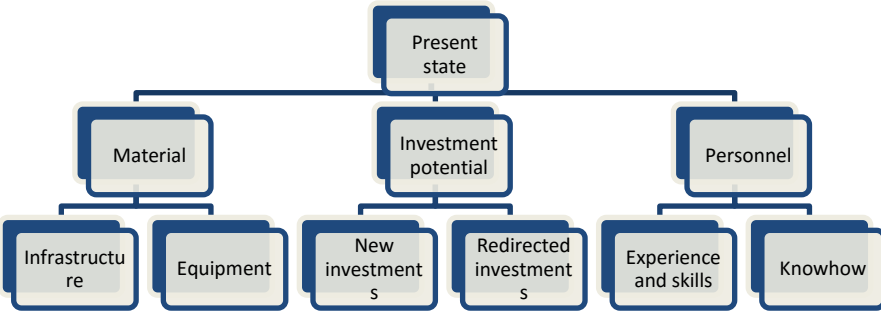 Present
state
Material
Investment
potential
Personnel
Infrastructu
re
Equipment
New
investment
s
Redirected
investment
s
Experience
and skills
Knowhow